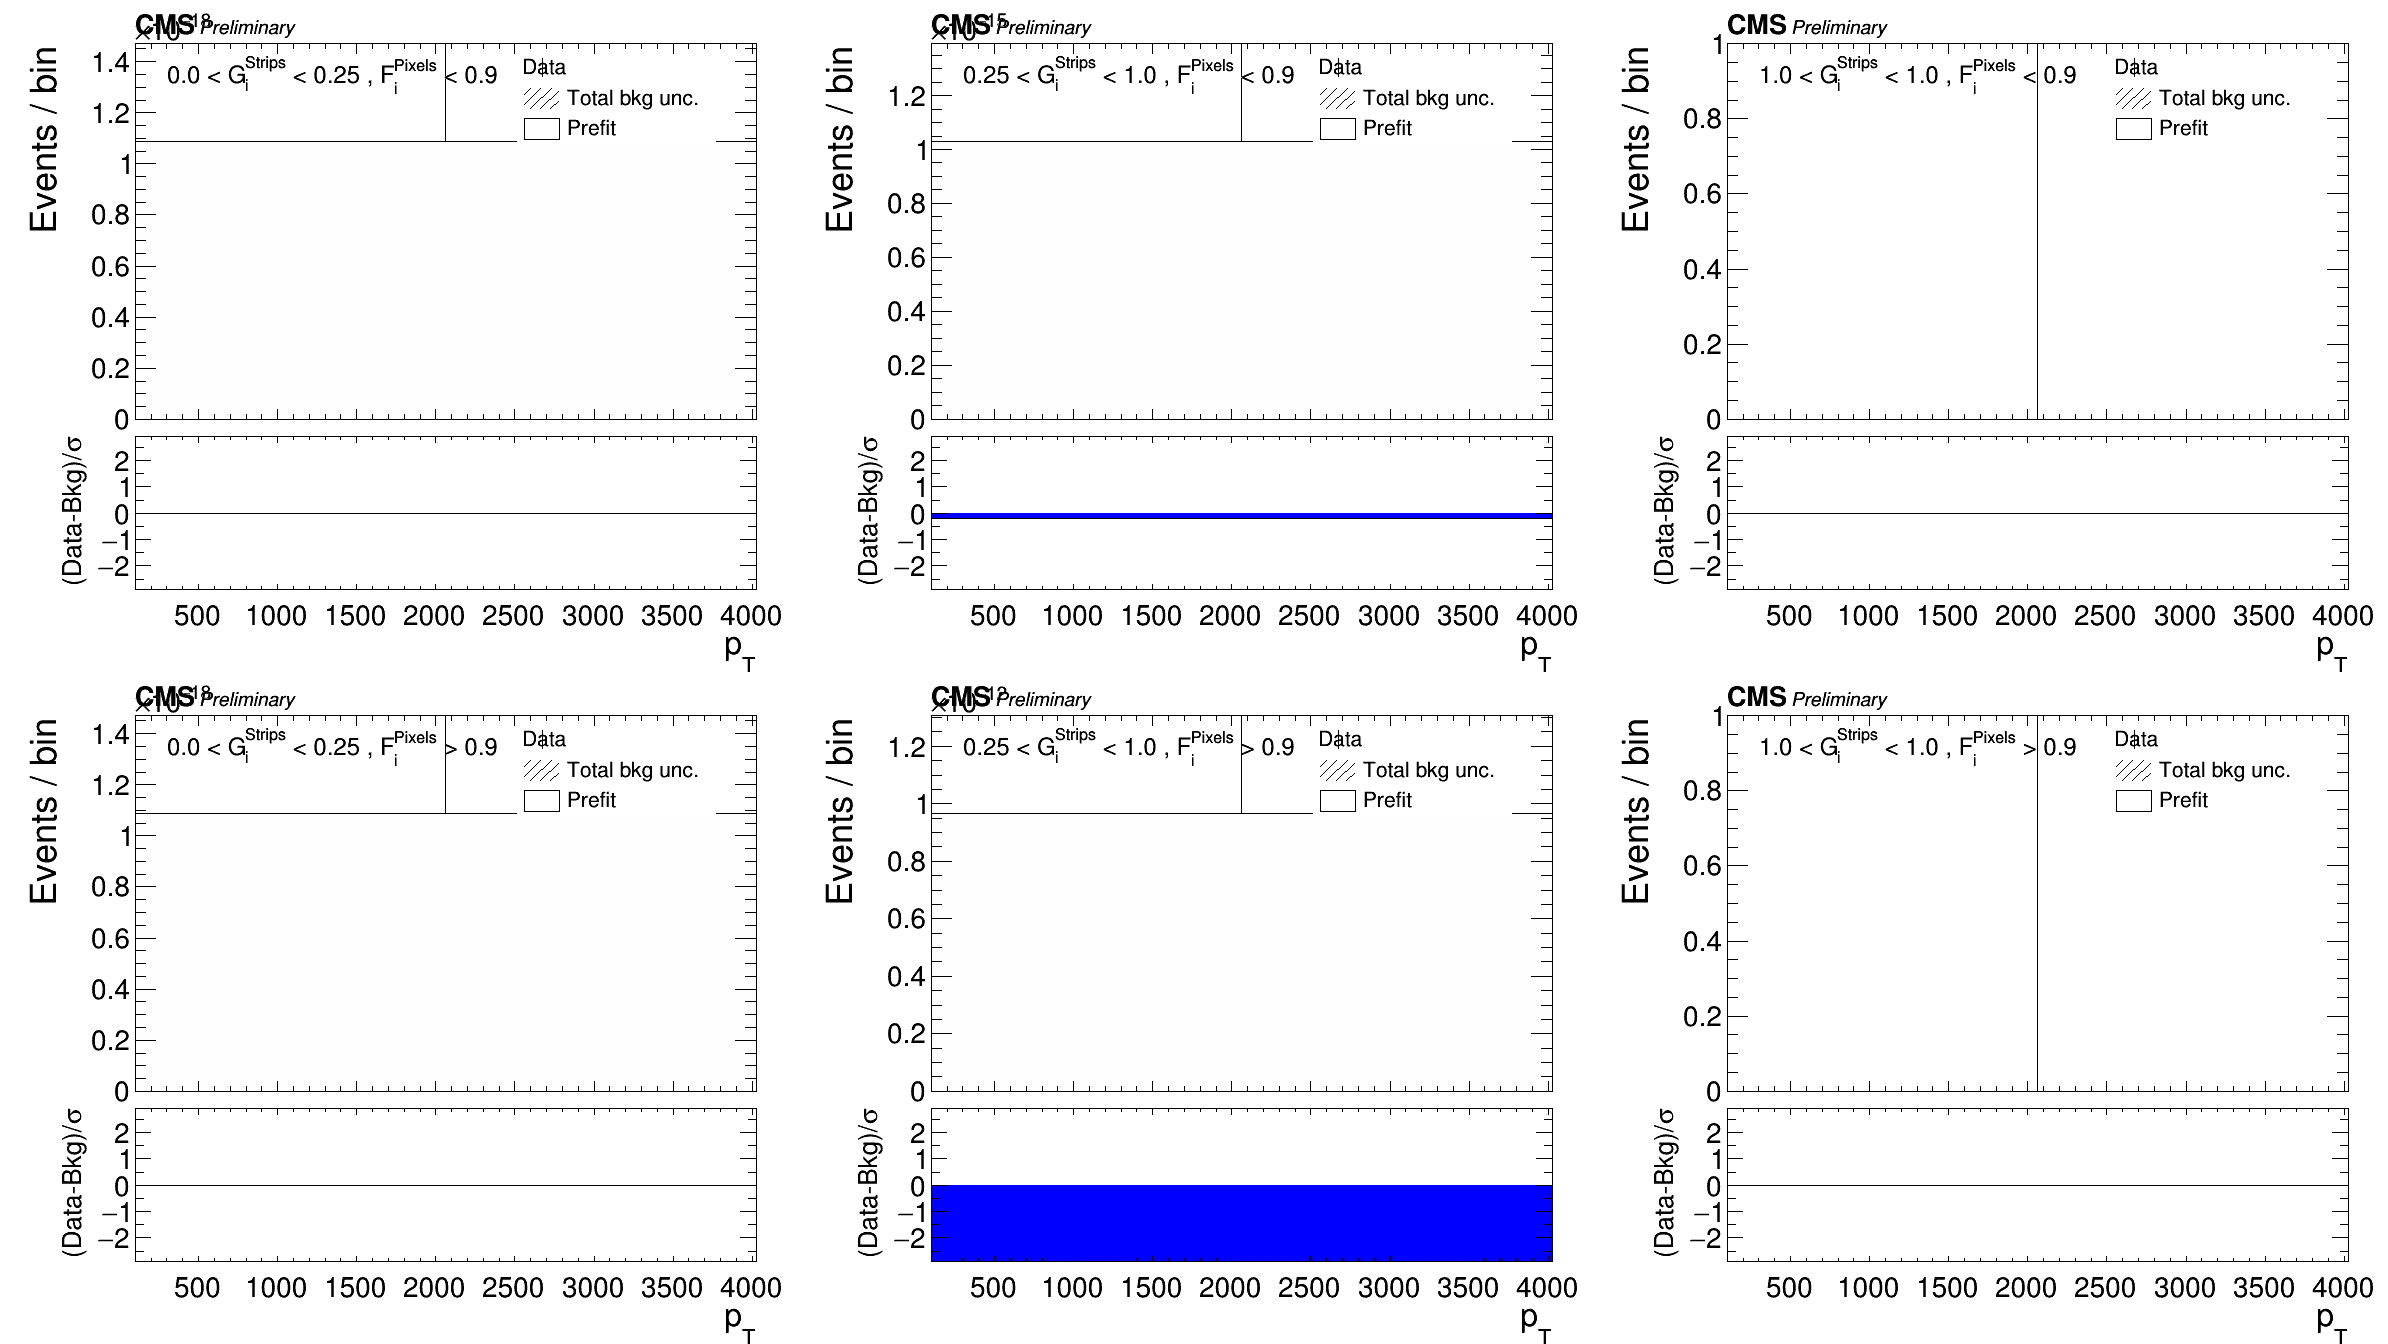 CMS Preliminary
×10^18
Events / bin
0.0 < G_i^Strips < 0.25 , F_i^Pixels < 0.9
Data
Total bkg unc.
Prefit
1.4
1.2
1
0.8
0.6
0.4
0.2
0
(Data-Bkg)/σ
2
1
0
−1
−2
500 1000 1500 2000 2500 3000 3500 4000
p_T
CMS Preliminary
×10^15
Events / bin
0.25 < G_i^Strips < 1.0 , F_i^Pixels < 0.9
Data
Total bkg unc.
Prefit
1.2
1
0.8
0.6
0.4
0.2
0
(Data-Bkg)/σ
2
1
0
−1
−2
500 1000 1500 2000 2500 3000 3500 4000
p_T
CMS Preliminary
Events / bin
1.0 < G_i^Strips < 1.0 , F_i^Pixels < 0.9
Data
Total bkg unc.
Prefit
1
0.8
0.6
0.4
0.2
0
(Data-Bkg)/σ
2
1
0
−1
−2
500 1000 1500 2000 2500 3000 3500 4000
p_T
CMS Preliminary
×10^18
Events / bin
0.0 < G_i^Strips < 0.25 , F_i^Pixels > 0.9
Data
Total bkg unc.
Prefit
1.4
1.2
1
0.8
0.6
0.4
0.2
0
(Data-Bkg)/σ
2
1
0
−1
−2
500 1000 1500 2000 2500 3000 3500 4000
p_T
CMS Preliminary
×10^12
Events / bin
0.25 < G_i^Strips < 1.0 , F_i^Pixels > 0.9
Data
Total bkg unc.
Prefit
1.2
1
0.8
0.6
0.4
0.2
0
(Data-Bkg)/σ
2
1
0
−1
−2
500 1000 1500 2000 2500 3000 3500 4000
p_T
CMS Preliminary
Events / bin
1.0 < G_i^Strips < 1.0 , F_i^Pixels > 0.9
Data
Total bkg unc.
Prefit
1
0.8
0.6
0.4
0.2
0
(Data-Bkg)/σ
2
1
0
−1
−2
500 1000 1500 2000 2500 3000 3500 4000
p_T